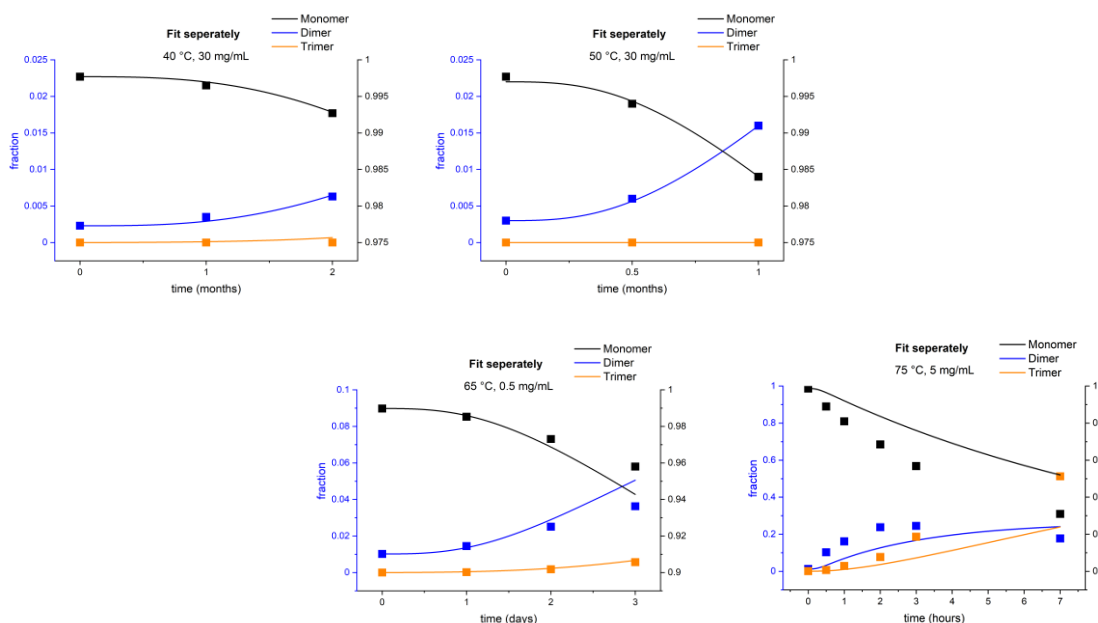 Fit seperately
40 °C, 30 mg/mL
Monomer
Dimer
Trimer
fraction
0.025
0.02
0.015
0.01
0.005
0
1
0.995
0.99
0.985
0.98
0.975
0 1 2
time (months)
Fit seperately
50 °C, 30 mg/mL
Monomer
Dimer
Trimer
fraction
0.025
0.02
0.015
0.01
0.005
0
1
0.995
0.99
0.985
0.98
0.975
0 0.5 1
time (months)
Fit seperately
65 °C, 0.5 mg/mL
Monomer
Dimer
Trimer
fraction
0.1
0.08
0.06
0.04
0.02
0
1
0.98
0.96
0.94
0.92
0.9
0 1 2 3
time (days)
Fit seperately
75 °C, 5 mg/mL
Monomer
Dimer
Trimer
fraction
1
0.8
0.6
0.4
0.2
0
1
0 1 2 3 4 5 6 7
time (hours)